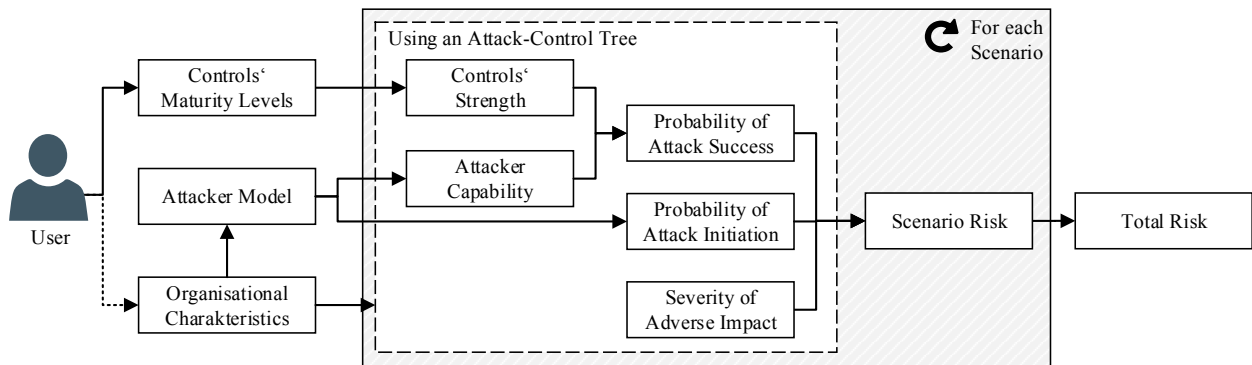 Using an Attack-Control Tree
For each
Scenario
Controls‘
Maturity Levels
Controls‘
Strength
Probability of
Attack Success
Attacker Model
Attacker
Capability
User
Probability of
Attack Initiation
Scenario Risk
Total Risk
Organisational
Charakteristics
Severity of
Adverse Impact